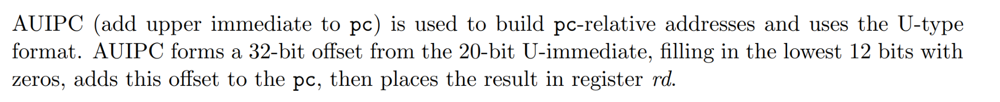 AUIPC (add upper immediate to pc) is used to build pc-relative addresses and uses the U-type
format. AUIPC forms a 32-bit offset from the 20-bit U-immediate, filling in the lowest 12 bits with
zeros, adds this offset to the pc, then places the result in register rd.